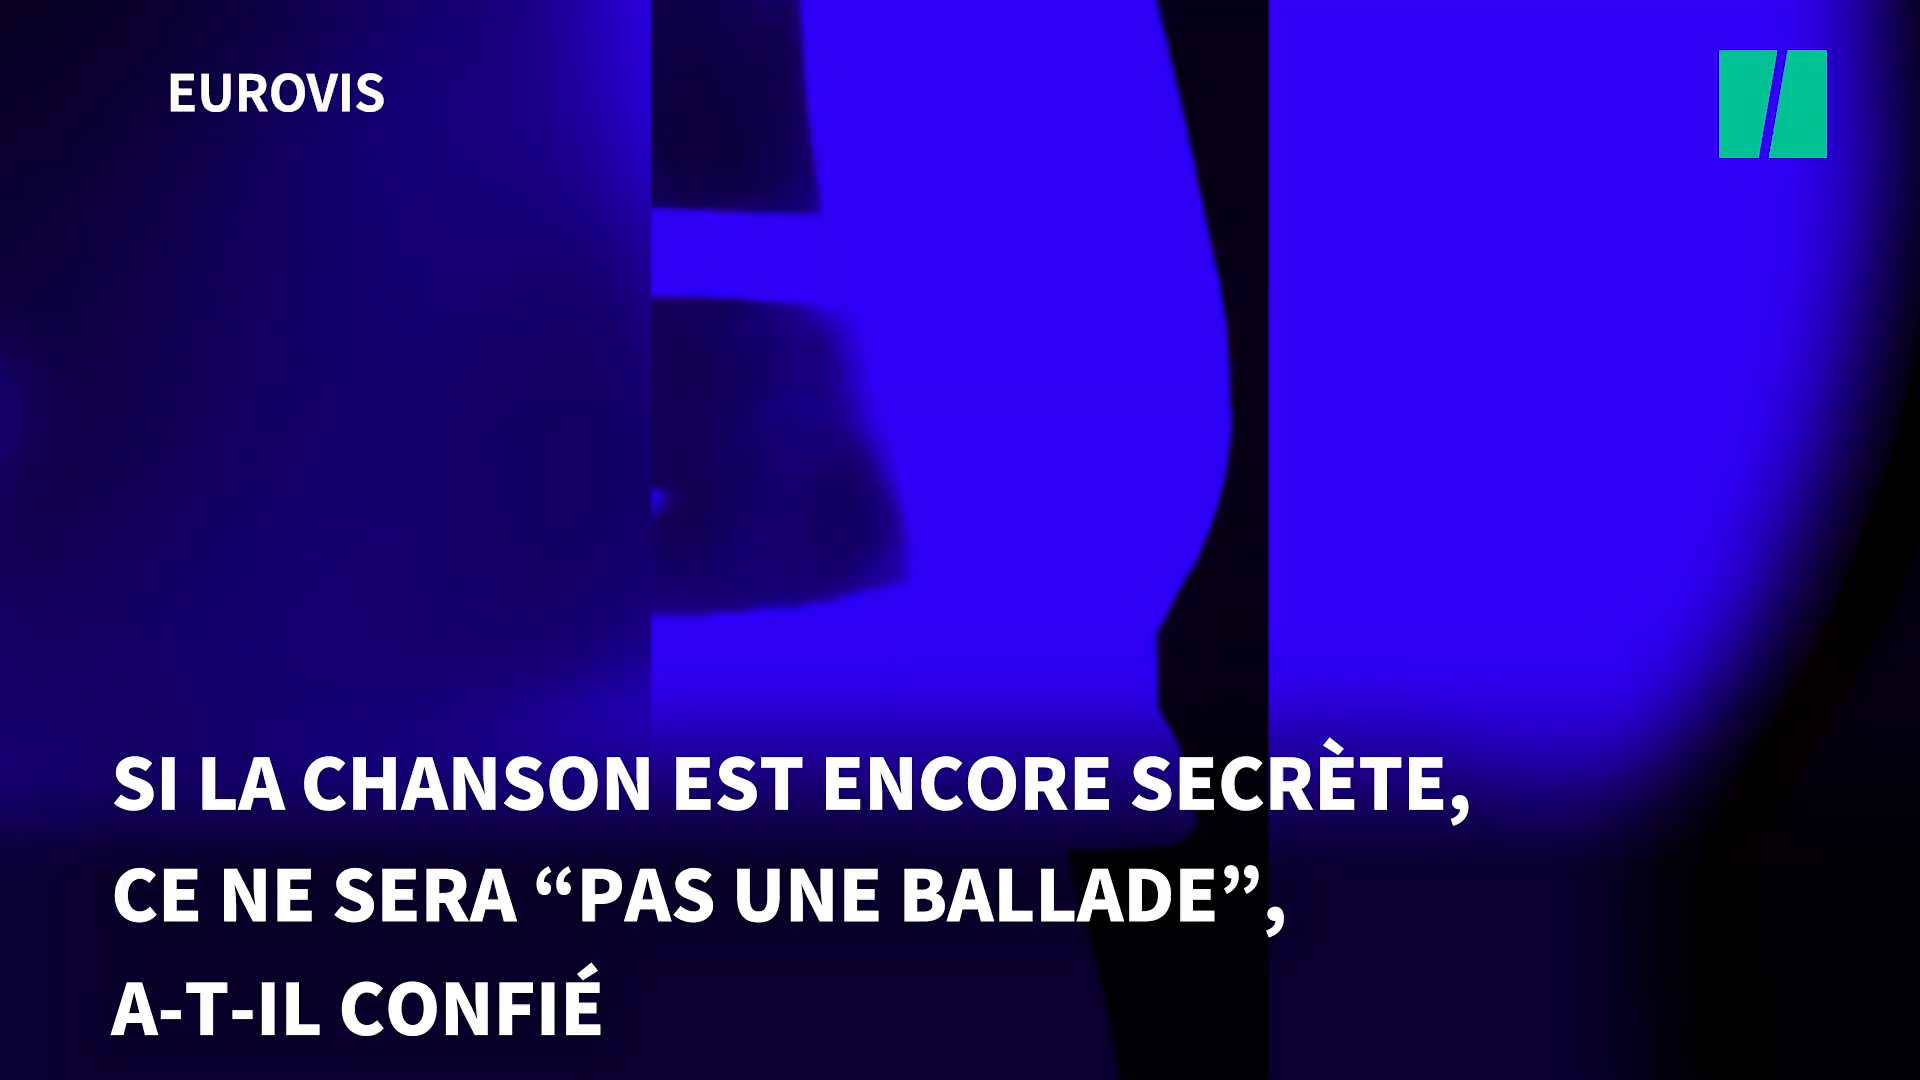 EUROVIS
SI LA CHANSON EST ENCORE SECRÈTE,
CE NE SERA “PAS UNE BALLADE”,
A-T-IL CONFIÉ